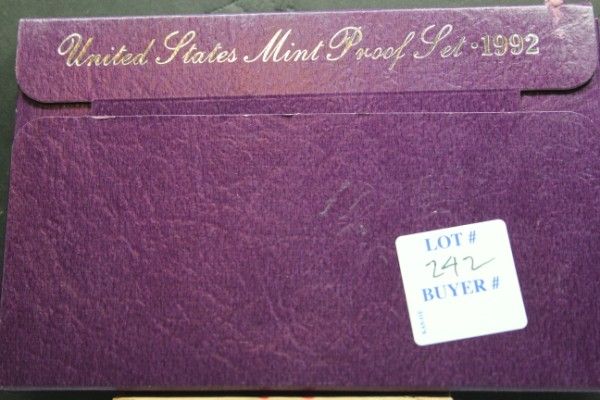 United States Mint Proof Set · 1992
LOT #
242
BUYER #